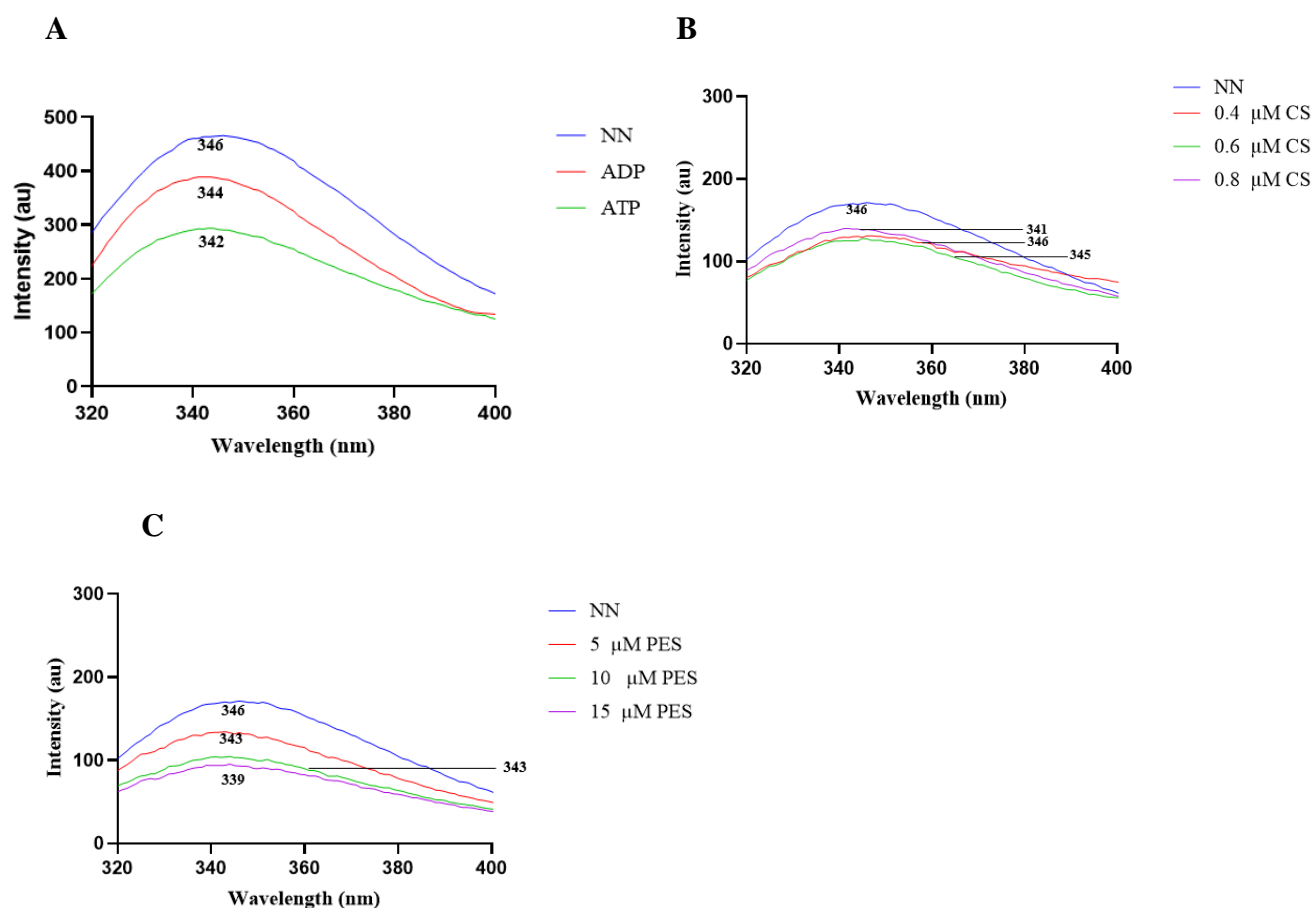 A
500
400
300
200
100
0
Intensity (au)
346
344
342
320
340
360
380
400
Wavelength (nm)
NN
ADP
ATP
B
300
200
100
0
Intensity (au)
346
341
346
345
320
340
360
380
400
Wavelength (nm)
NN
0.4 μM CS
0.6 μM CS
0.8 μM CS
C
300
200
100
0
Intensity (au)
346
343
339
343
320
340
360
380
400
Wavelength (nm)
NN
5 μM PES
10 μM PES
15 μM PES